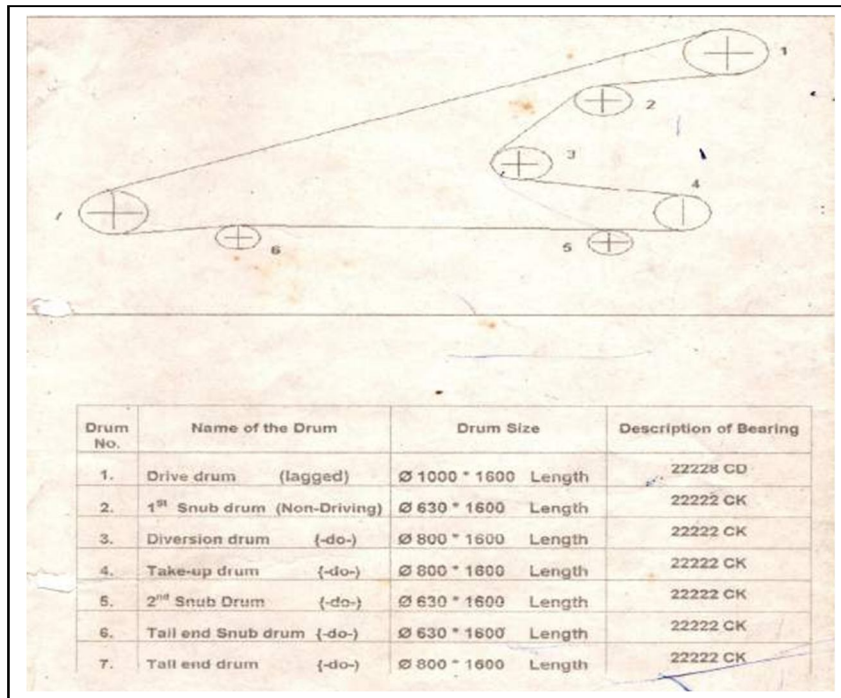 1
2
3
4
7
6
5
Drum No. Name of the Drum Drum Size Description of Bearing
1. Drive drum (lagged) Ø 1000 * 1600 Length 22228 CD
2. 1st Snub drum (Non-Driving) Ø 630 * 1600 Length 22222 CK
3. Diversion drum {-do-} Ø 800 * 1600 Length 22222 CK
4. Take-up drum {-do-} Ø 800 * 1600 Length 22222 CK
5. 2nd Snub Drum {-do-} Ø 630 * 1600 Length 22222 CK
6. Tail end Snub drum {-do-} Ø 630 * 1600 Length 22222 CK
7. Tail end drum {-do-} Ø 800 * 1600 Length 22222 CK